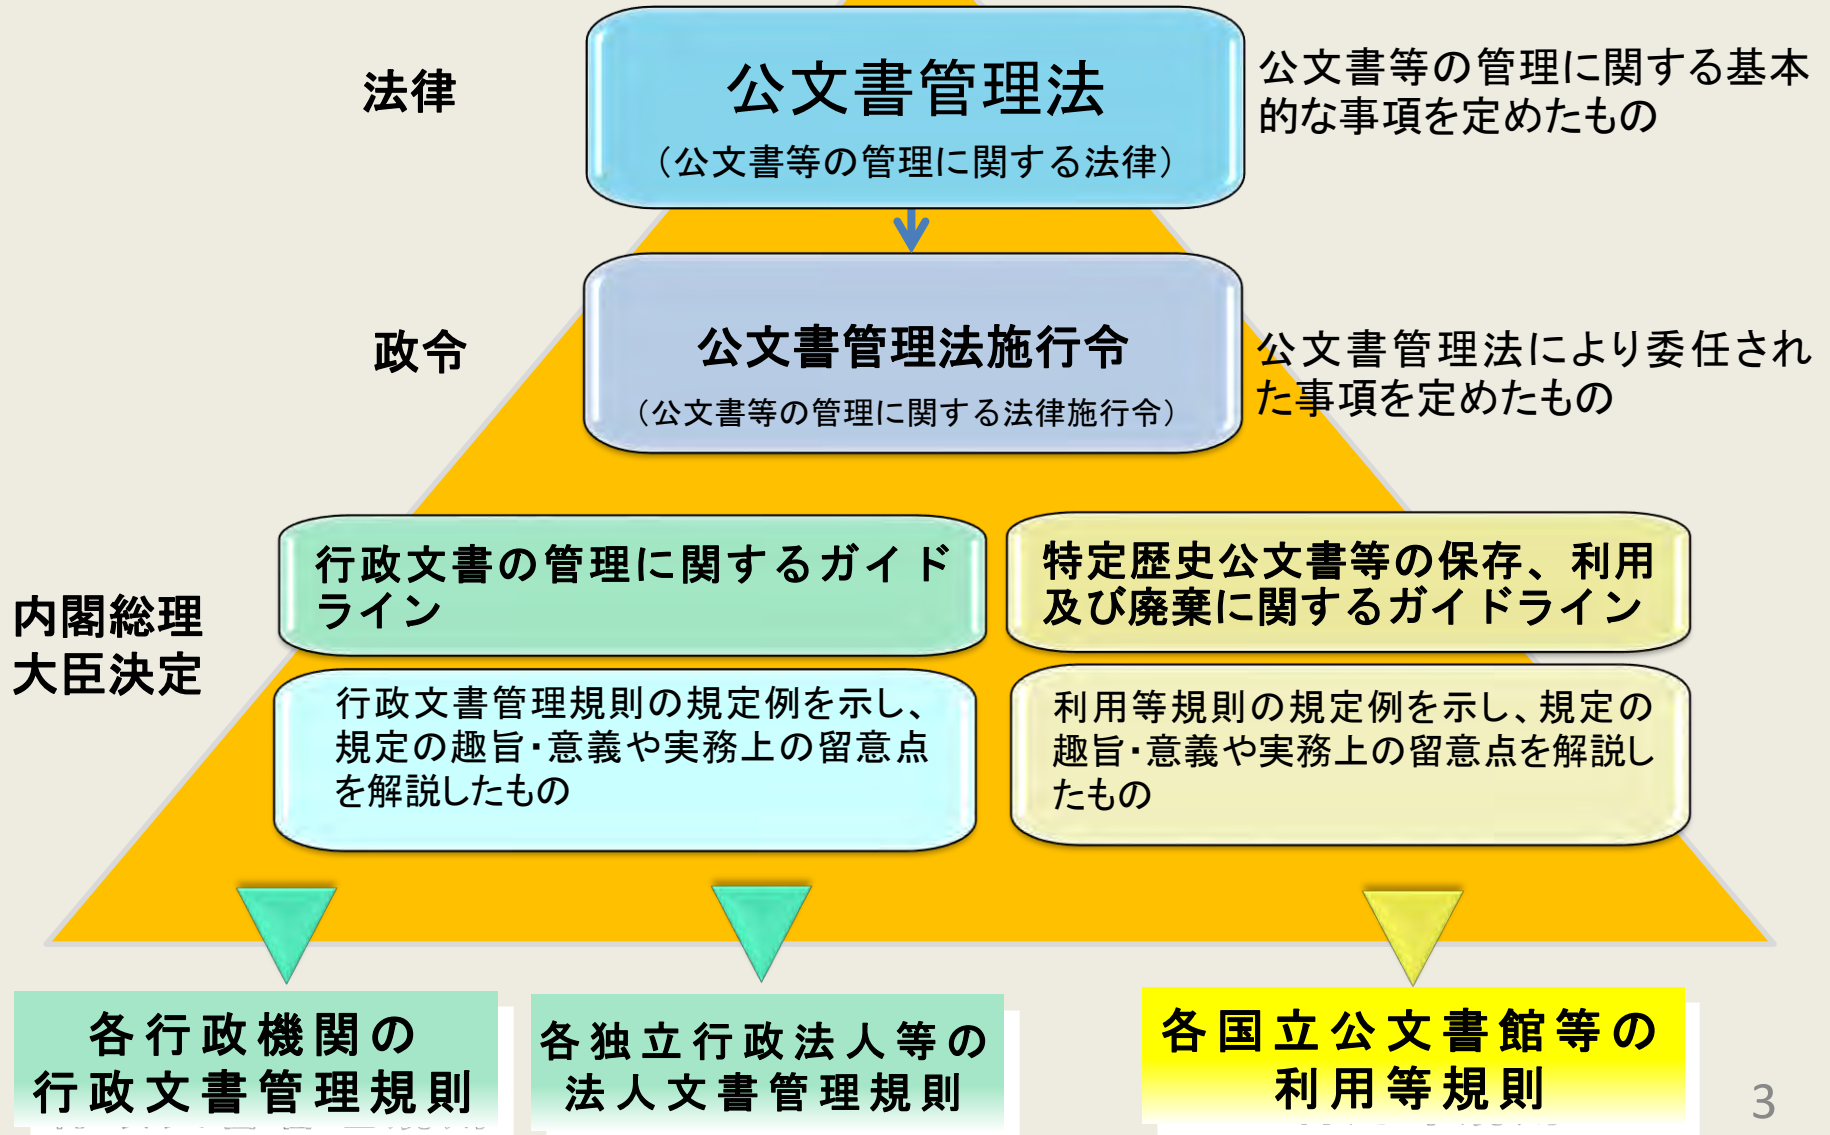 法律
公文書管理法
（公文書等の管理に関する法律）
公文書等の管理に関する基本
的な事項を定めたもの
政令
公文書管理法施行令
（公文書等の管理に関する法律施行令）
公文書管理法により委任され
た事項を定めたもの
内閣総理
大臣決定
行政文書の管理に関するガイド
ライン
行政文書管理規則の規定例を示し、
規定の趣旨・意義や実務上の留意点
を解説したもの
特定歴史公文書等の保存、利用
及び廃棄に関するガイドライン
利用等規則の規定例を示し、規定の
趣旨・意義や実務上の留意点を解説し
たもの
各行政機関の
行政文書管理規則
各独立行政法人等の
法人文書管理規則
各国立公文書館等の
利用等規則
3